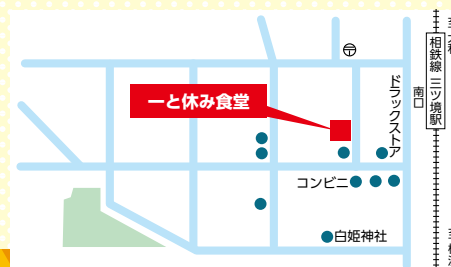 相鉄線 三ツ境駅
南口
ドラックストア
〒
一と休み食堂
コンビニ
白姫神社